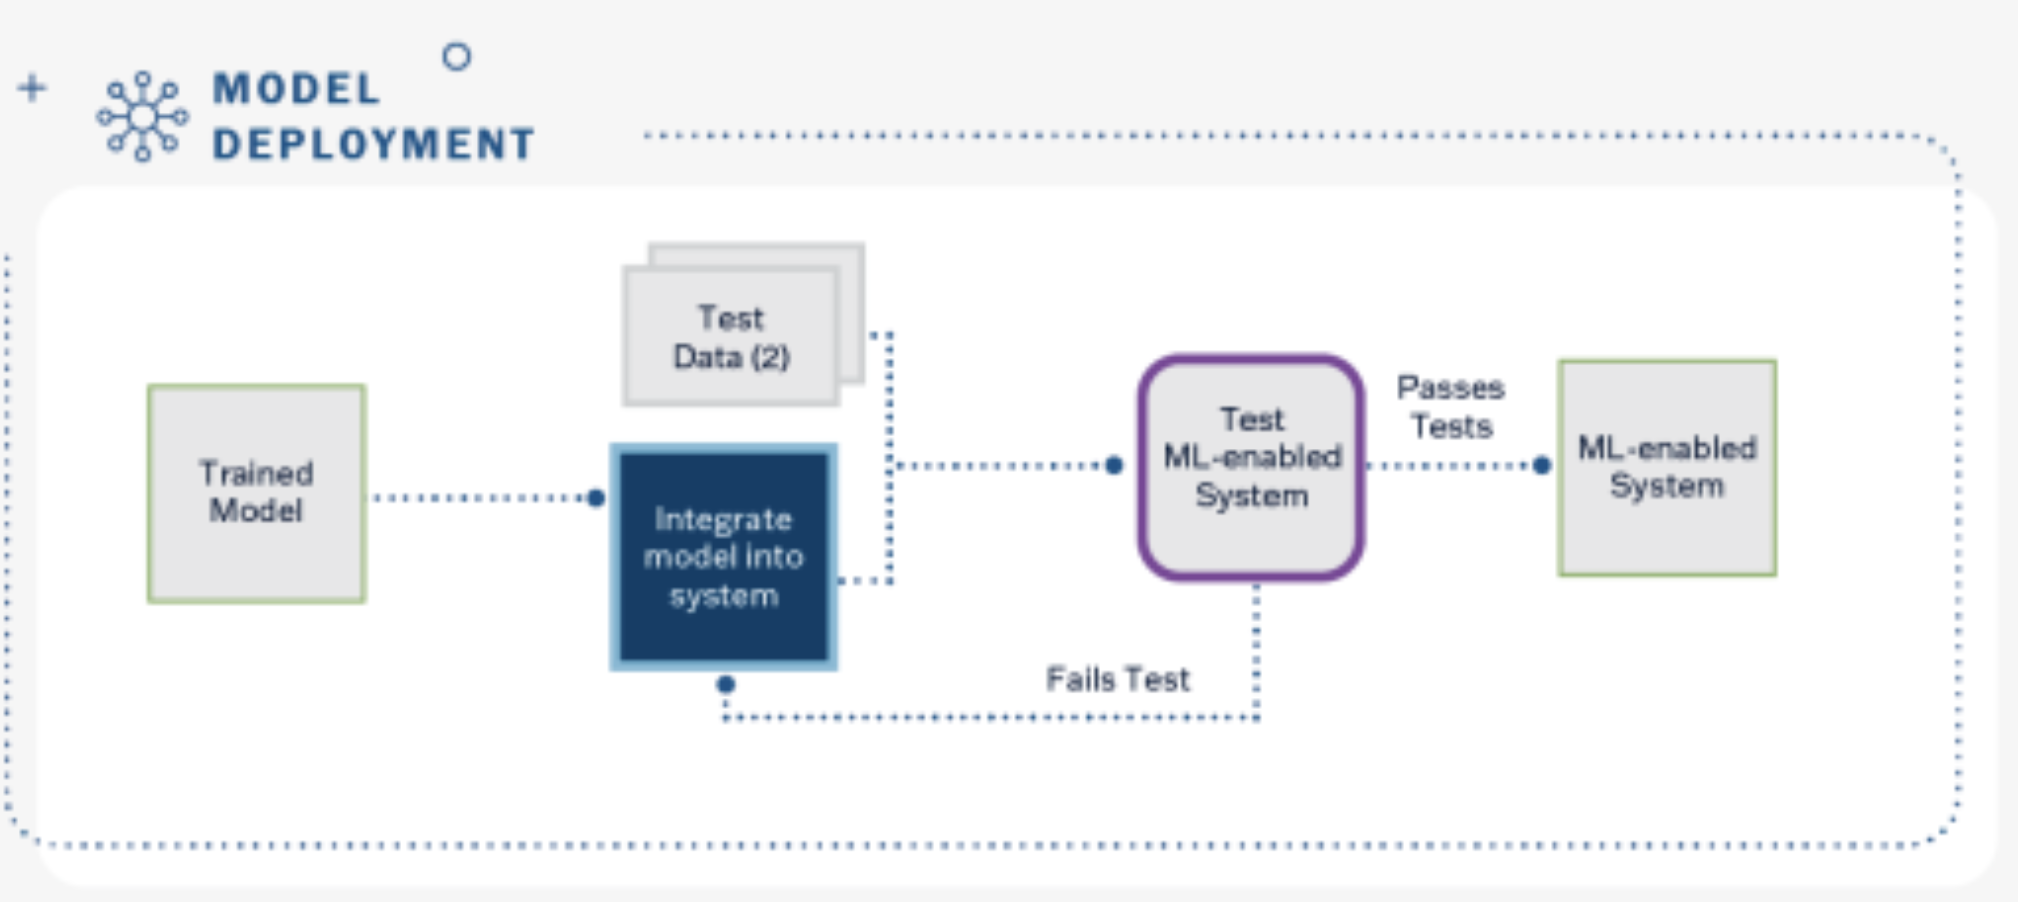 MODEL
DEPLOYMENT
Test
Data (2)
Trained
Model
Integrate
model into
system
Test
ML-enabled
System
Passes
Tests
ML-enabled
System
Fails Test